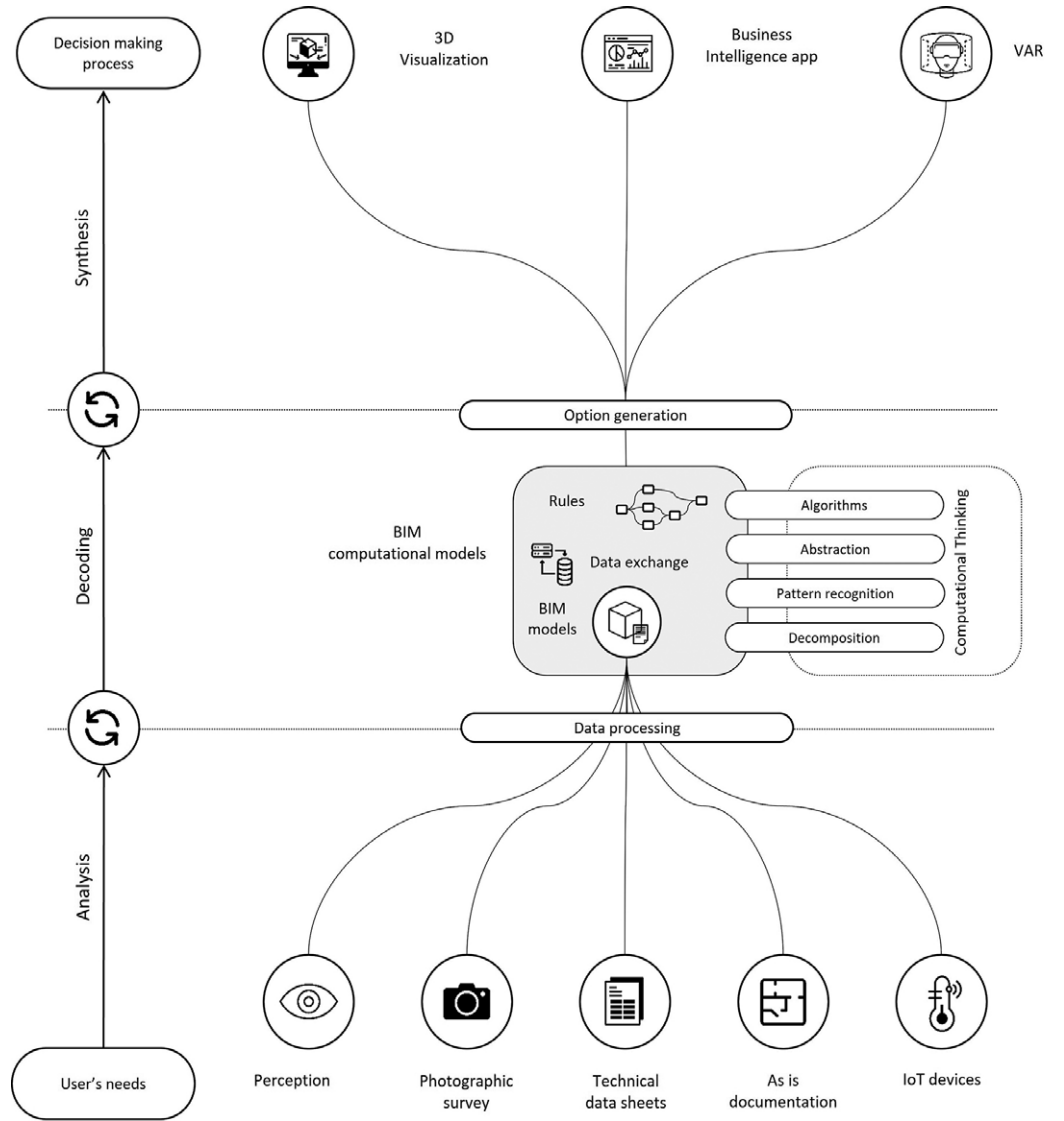 Decision making
process
3D
Visualization
Business
Intelligence app
VAR
Synthesis
Option generation
Decoding
BIM
computational models
Rules
Data exchange
BIM
models
Algorithms
Abstraction
Pattern recognition
Decomposition
Computational Thinking
Data processing
Analysis
User's needs
Perception
Photographic
survey
Technical
data sheets
As is
documentation
IoT devices